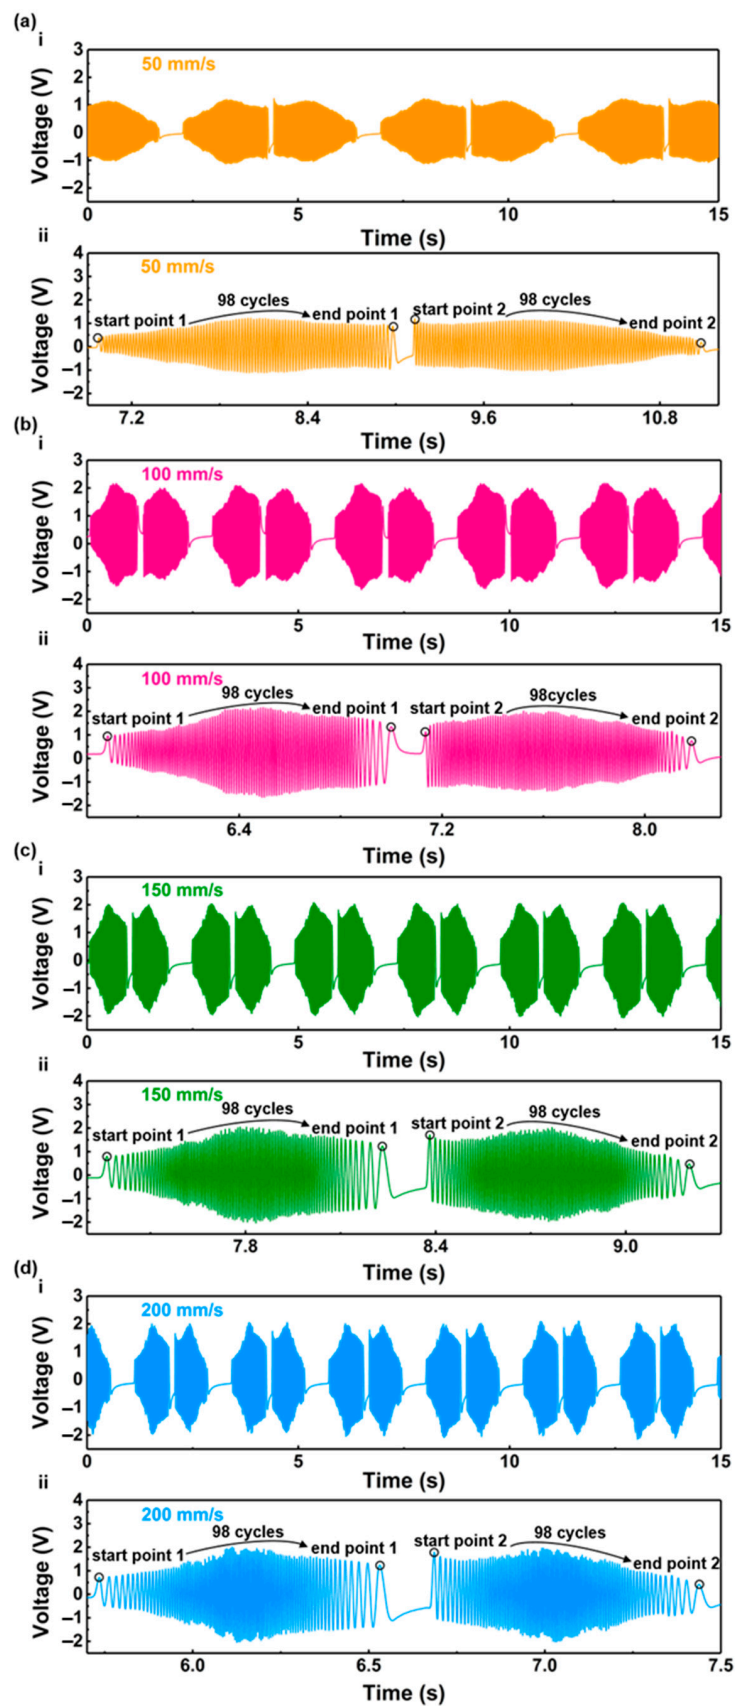 (a)
i
50 mm/s
Voltage (V)
3
2
1
0
−1
−2
0 5 10 15
Time (s)
ii
50 mm/s
Voltage (V)
4
3
2
1
0
−1
−2
start point 1 98 cycles end point 1 start point 2 98 cycles end point 2
7.2 8.4 9.6 10.8
Time (s)
(b)
i
100 mm/s
Voltage (V)
3
2
1
0
−1
−2
0 5 10 15
Time (s)
ii
100 mm/s
Voltage (V)
4
3
2
1
0
−1
−2
start point 1 98 cycles end point 1 start point 2 98cycles end point 2
6.4 7.2 8.0
Time (s)
(c)
i
150 mm/s
Voltage (V)
3
2
1
0
−1
−2
0 5 10 15
Time (s)
ii
150 mm/s
Voltage (V)
4
3
2
1
0
−1
−2
start point 1 98 cycles end point 1 start point 2 98 cycles end point 2
7.8 8.4 9.0
Time (s)
(d)
i
200 mm/s
Voltage (V)
3
2
1
0
−1
−2
0 5 10 15
Time (s)
ii
200 mm/s
Voltage (V)
4
3
2
1
0
−1
−2
start point 1 98 cycles end point 1 start point 2 98 cycles end point 2
6.0 6.5 7.0 7.5
Time (s)